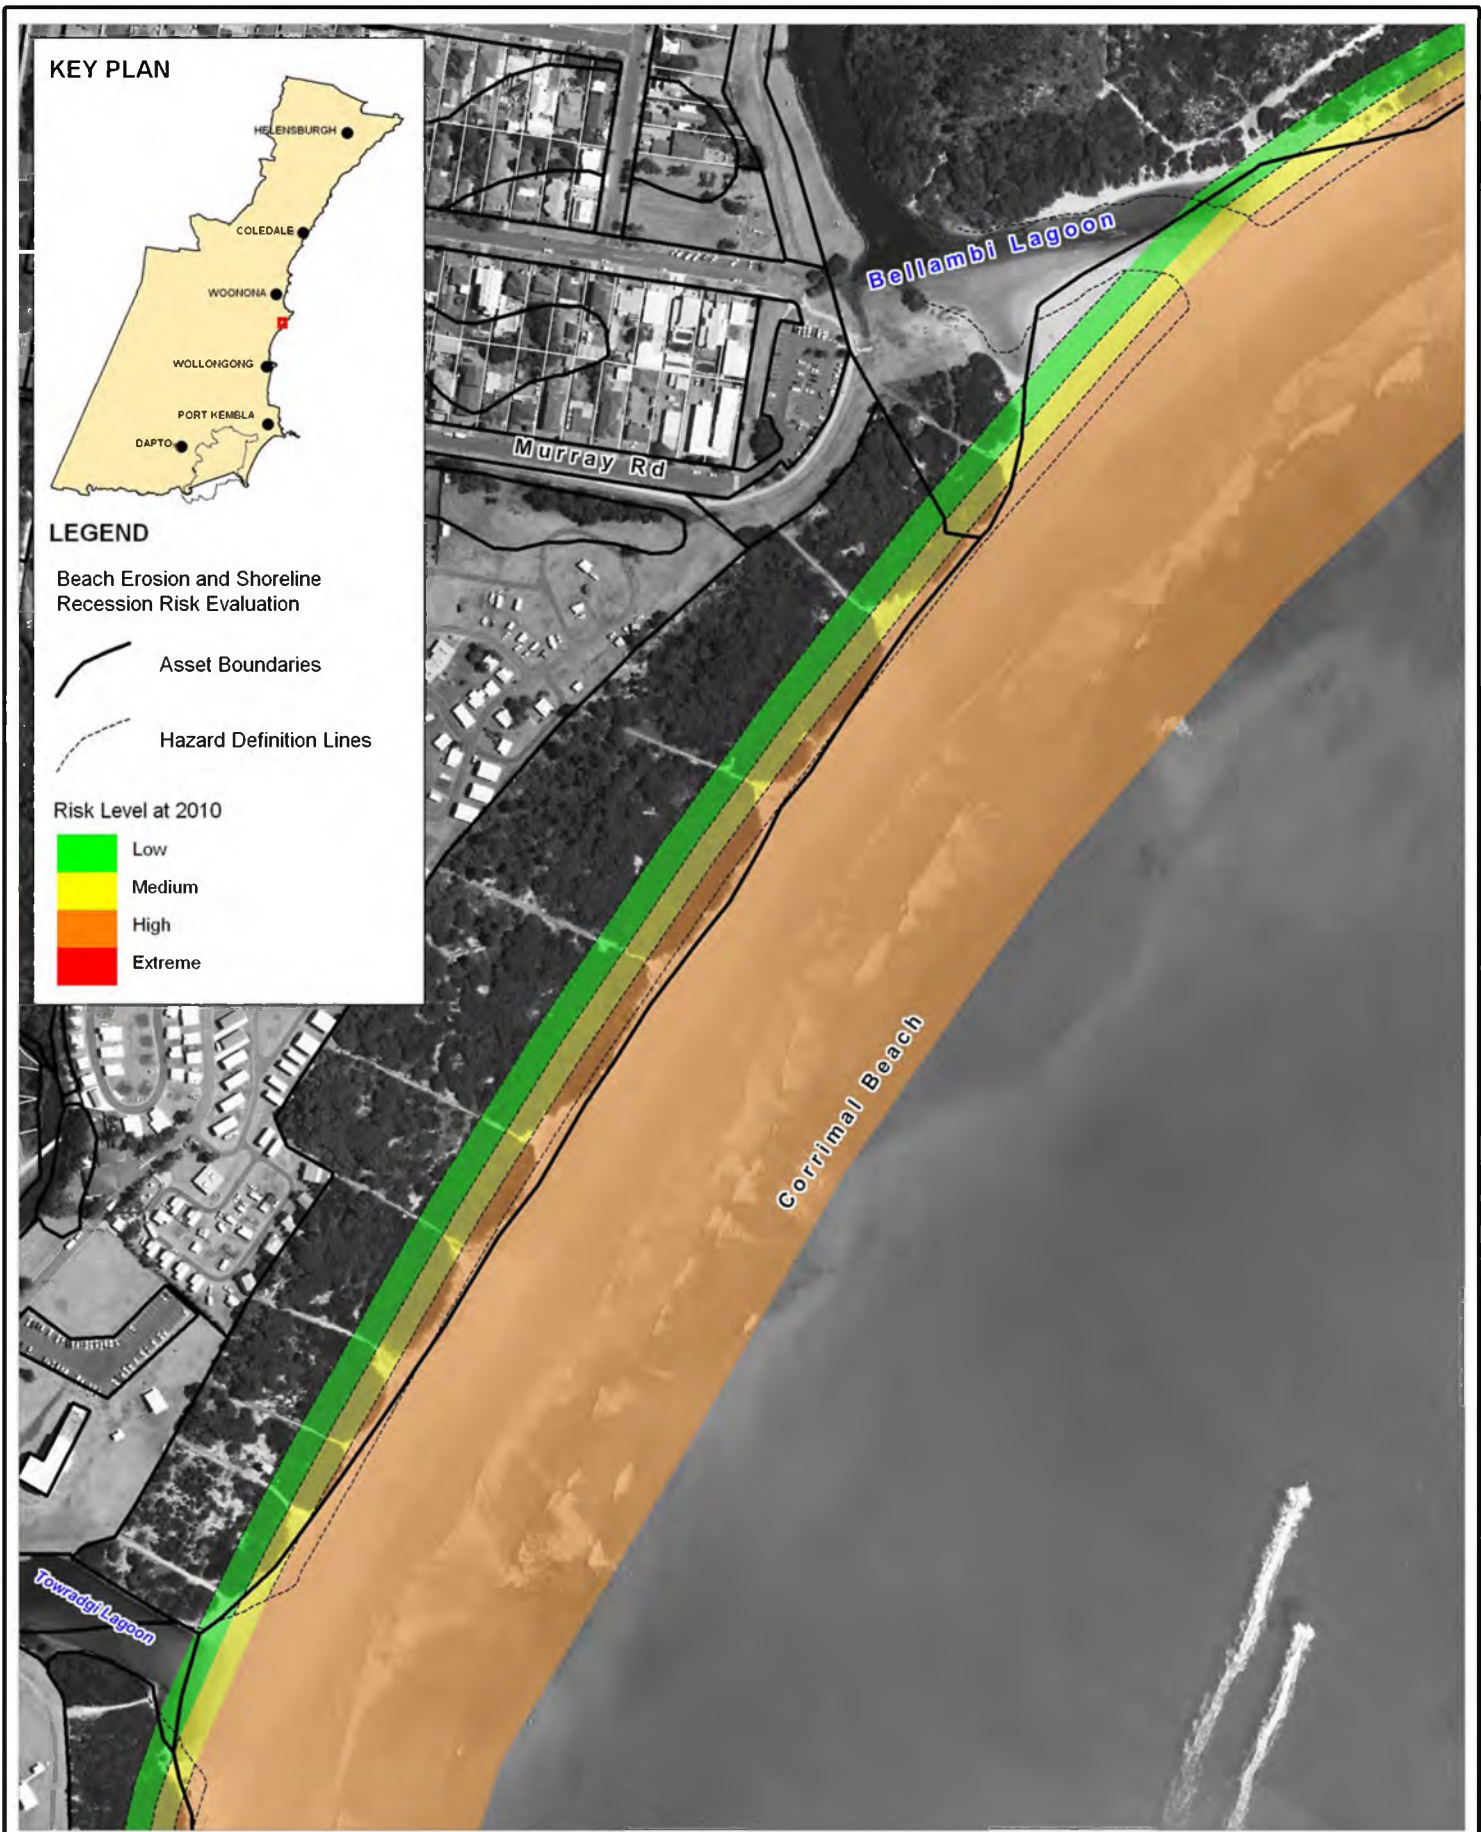 KEY PLAN
HELENSBURGH
COLEDALE
WOONONA
WOLLONGONG
PORT KEMBLA
DAPTO
LEGEND
Beach Erosion and Shoreline
Recession Risk Evaluation
Asset Boundaries
Hazard Definition Lines
Risk Level at 2010
Low
Medium
High
Extreme
Bellambi Lagoon
Murray Rd
Corrimal Beach
Towradgi Lagoon